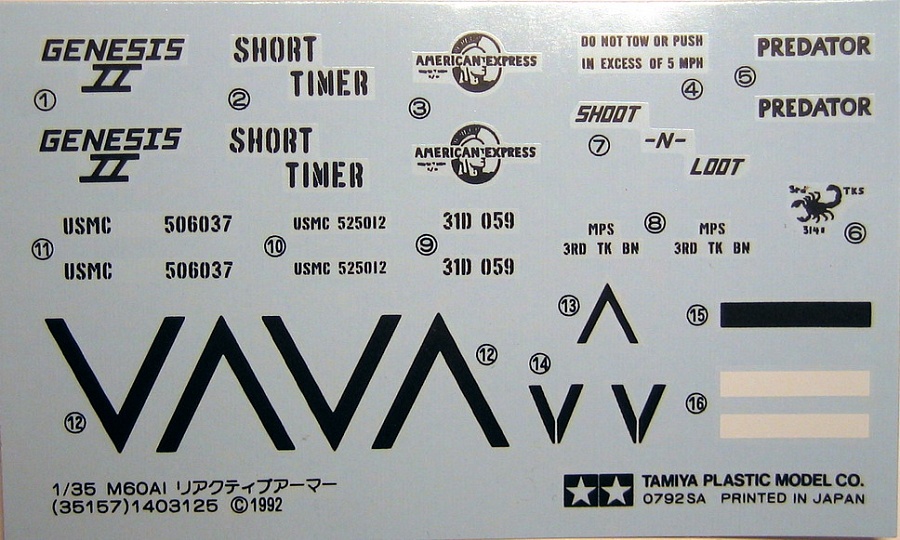 GENESIS
II
①
SHORT
TIMER
②
AMERICAN EXPRESS
③
DO NOT TOW OR PUSH
IN EXCESS OF 5 MPH
④
PREDATOR
⑤
PREDATOR
GENESIS
II
SHORT
TIMER
AMERICAN EXPRESS
SHOOT
-N-
LOOT
⑦
3rd TKS
⑥
USMC 506037
USMC 506037
⑪
USMC 525012
USMC 525012
⑩
31D 059
31D 059
⑨
MPS
3RD TK BN
⑧
MPS
3RD TK BN
⑫
⑫
⑬
⑭
⑮
⑯
1/35 M60A1 リアクティブアーマー
(35157)1403125 ©1992
TAMIYA PLASTIC MODEL CO.
0792SA PRINTED IN JAPAN